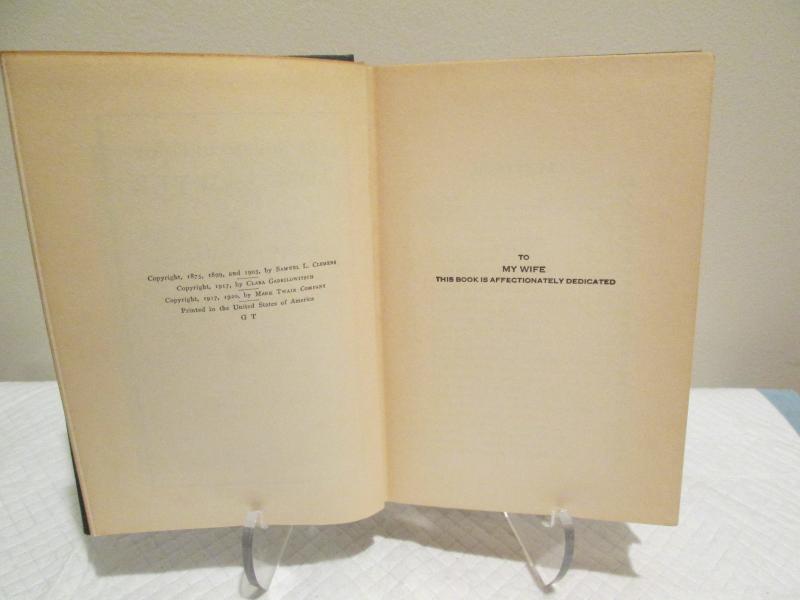 Copyright, 1875, 1899, and 1903, by SAMUEL L. CLEMENS
Copyright, 1917, by CLARA GABRILOWITSCH
Copyright, 1917, 1920, by MARK TWAIN COMPANY
Printed in the United States of America
G T
TO
MY WIFE
THIS BOOK IS AFFECTIONATELY DEDICATED